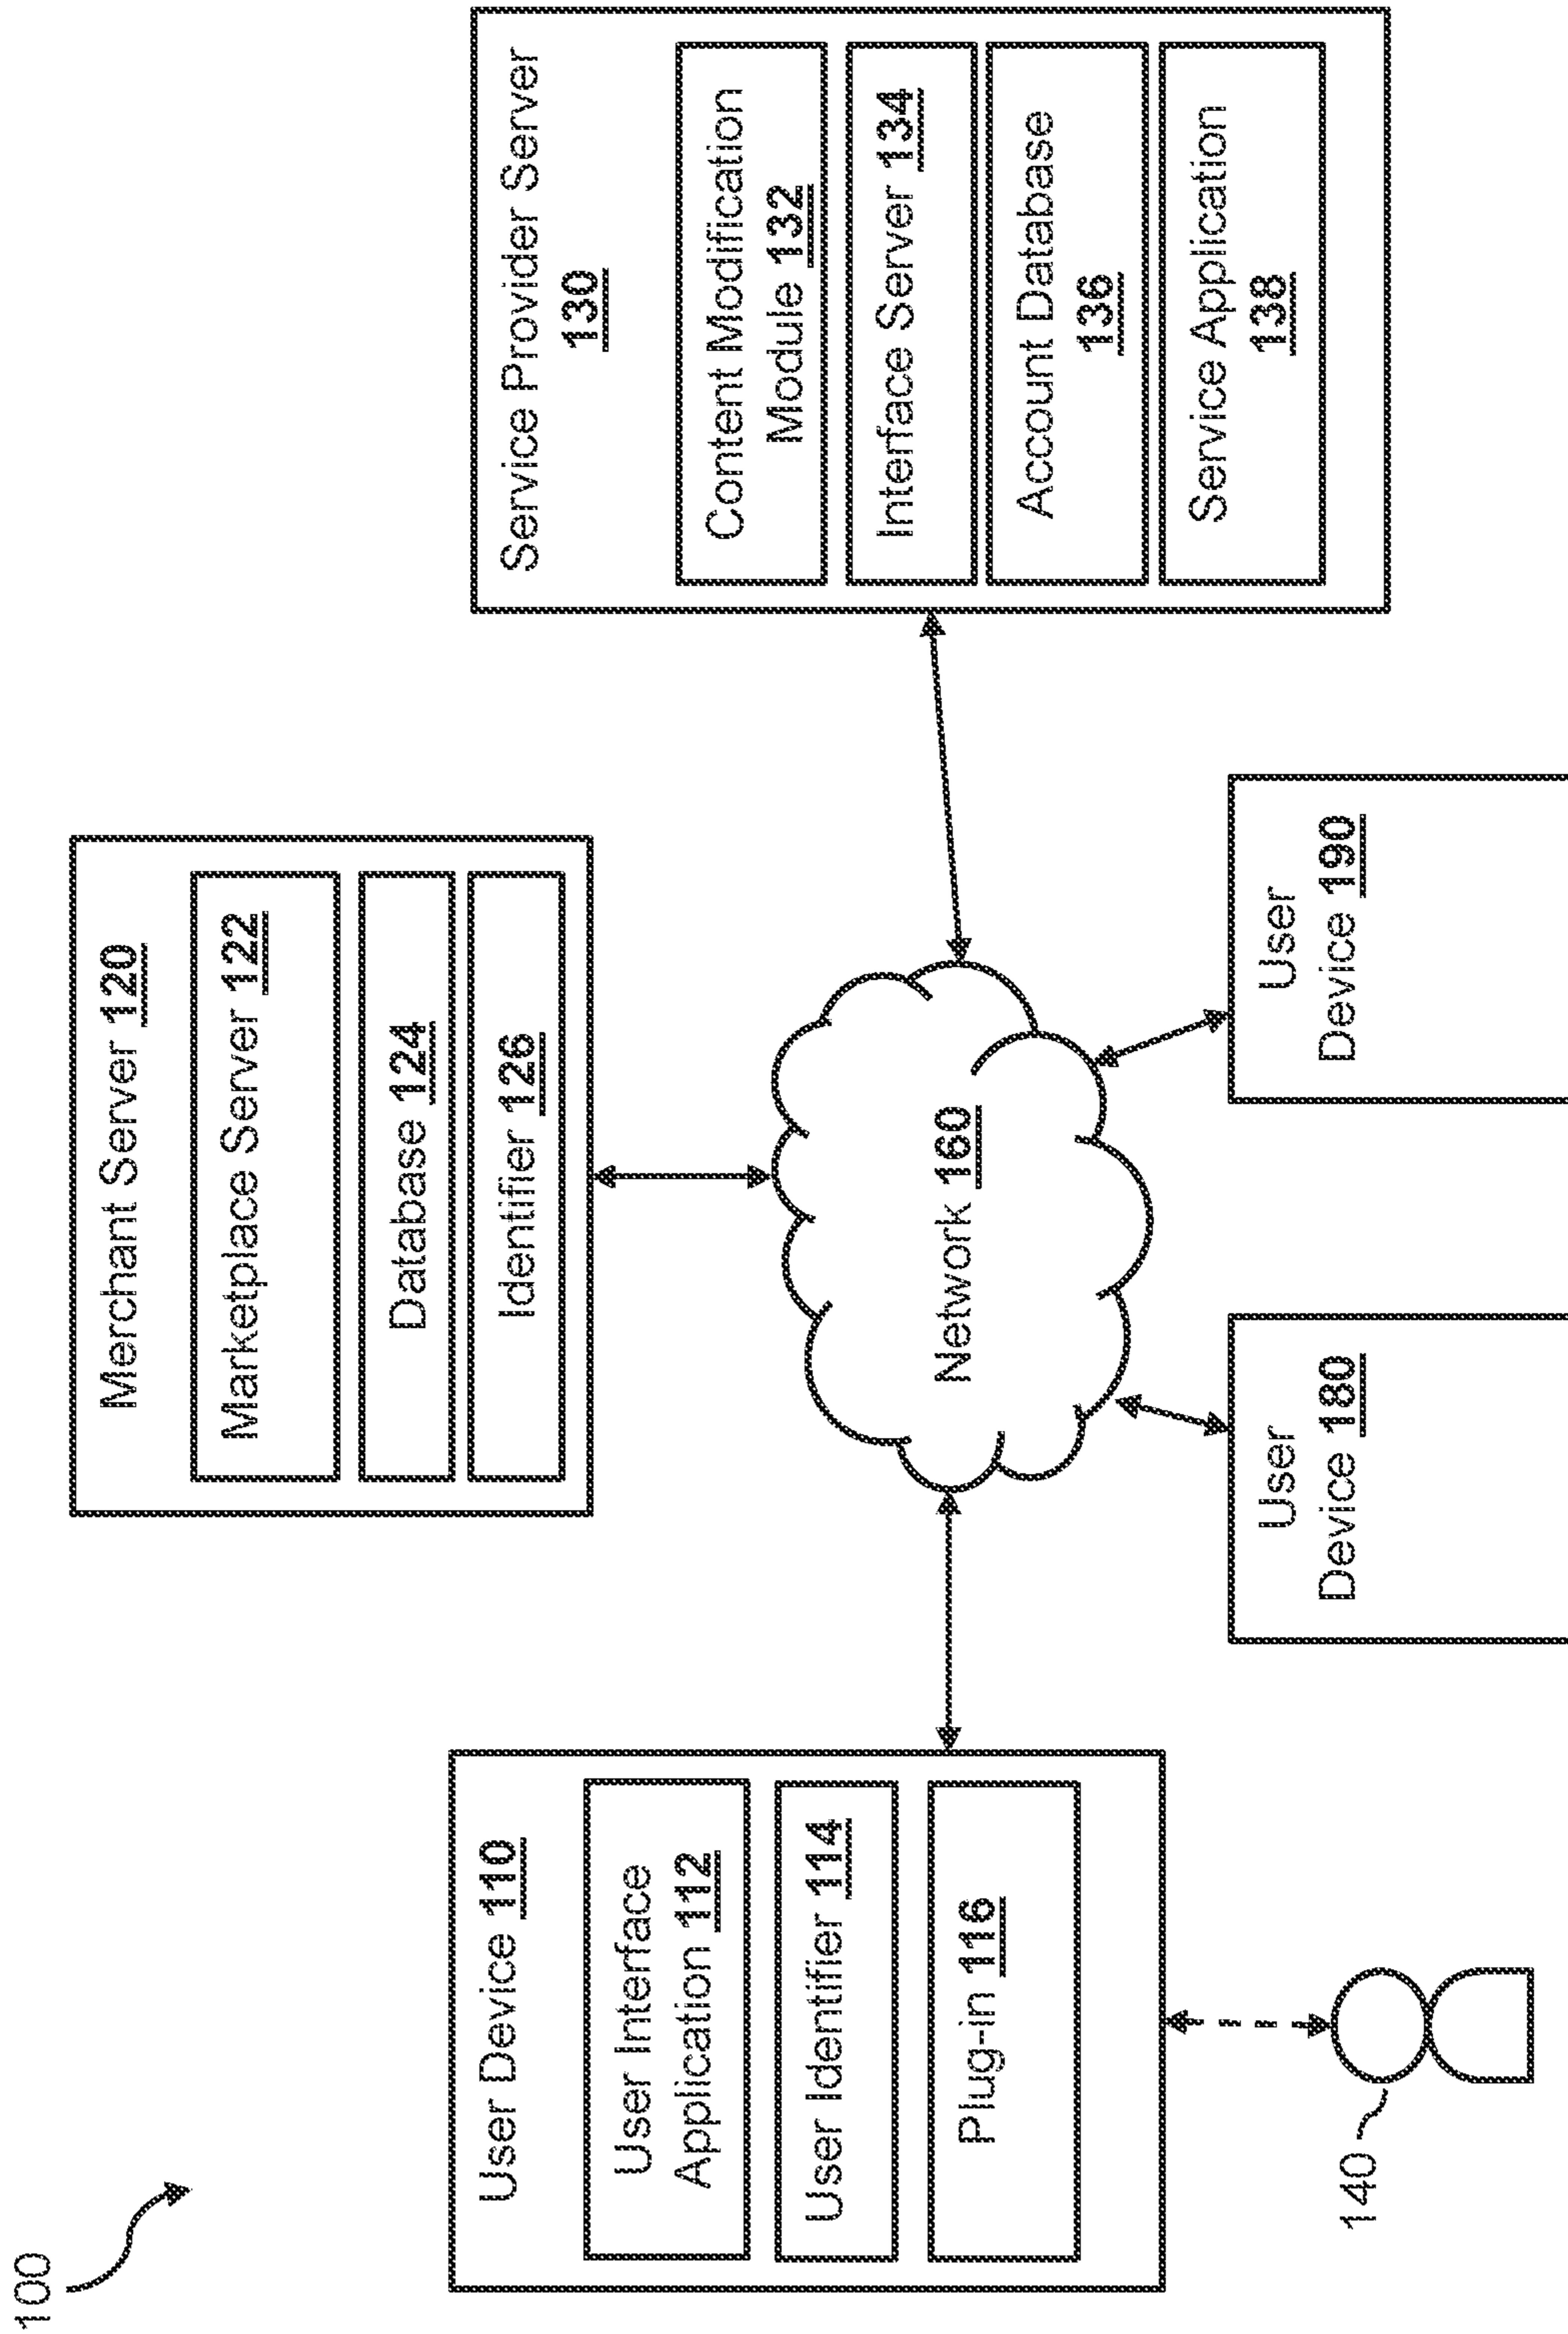 100
Merchant Server 120
Marketplace Server 122
Database 124
Identifier 126
Service Provider Server
130
Content Modification
Module 132
Interface Server 134
Account Database
136
Service Application
138
User Device 110
User Interface
Application 112
User Identifier 114
Plug-in 116
Network 160
140
User
Device 180
User
Device 190